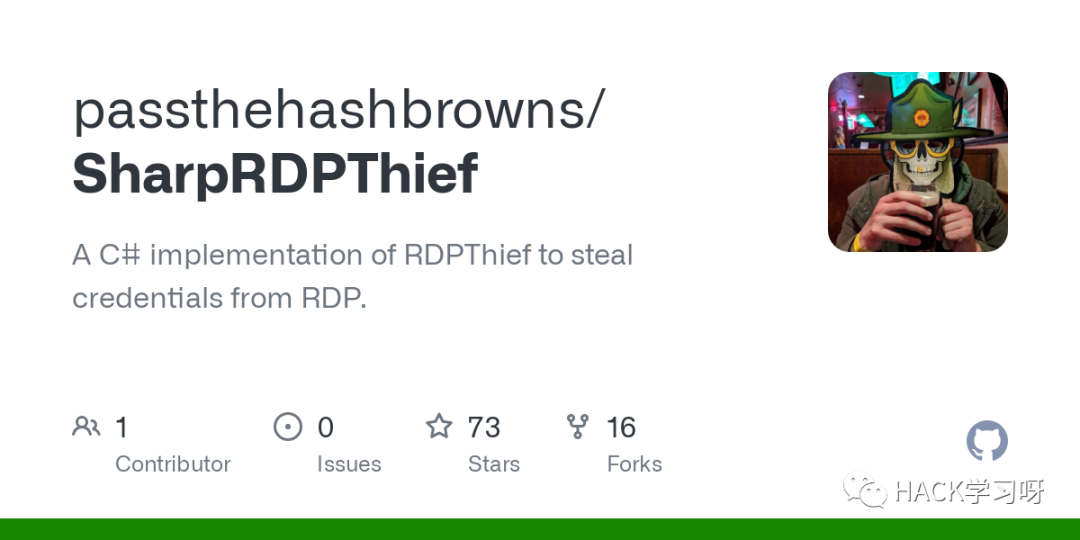 passthehashbrowns/
SharpRDPThief
A C# implementation of RDPThief to steal
credentials from RDP.
1
Contributor
0
Issues
73
Stars
16
Forks
HACK学习呀